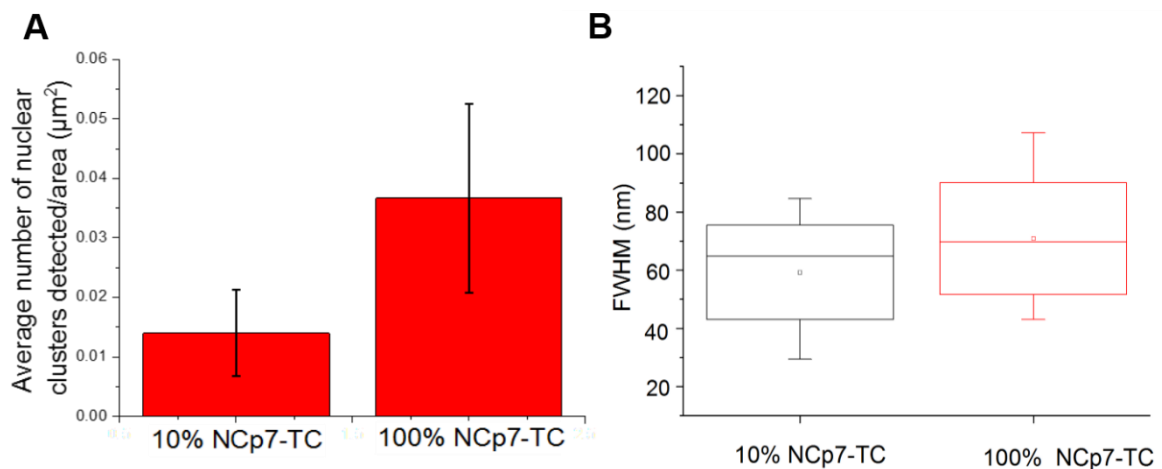 A
Average number of nuclear
clusters detected/area (µm²)
0.06
0.05
0.04
0.03
0.02
0.01
0.00
10% NCp7-TC
100% NCp7-TC
B
FWHM (nm)
120
100
80
60
40
20
10% NCp7-TC
100% NCp7-TC